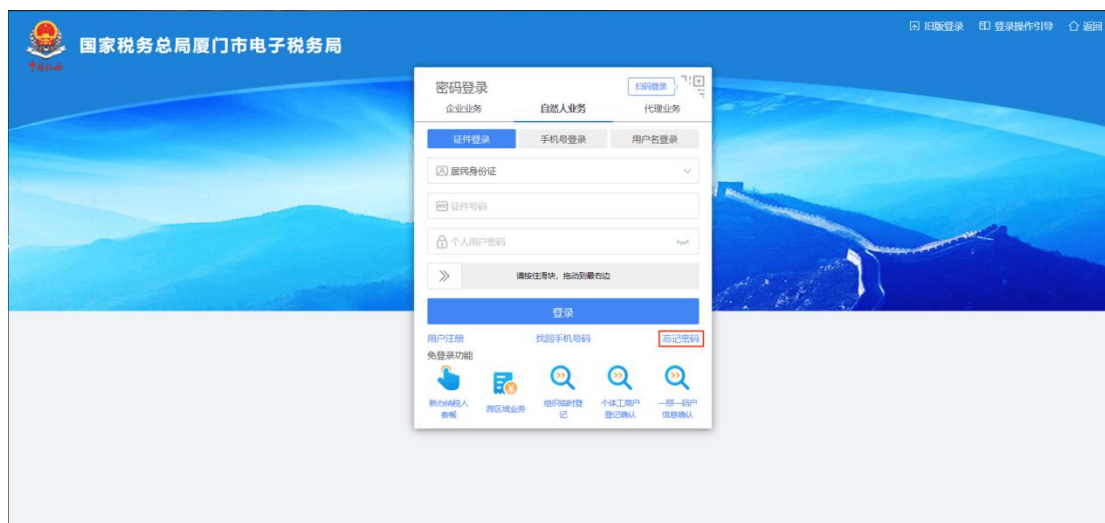 国家税务总局厦门市电子税务局
中国税务
旧版登录 登录操作引导 返回
密码登录
扫码登录
企业业务 自然人业务 代理业务
证件登录 手机号登录 用户名登录
居民身份证
证件号码
个人用户密码
请按住滑块，拖动到最右边
登录
用户注册 找回手机号码 忘记密码
免登录功能
新办纳税人套餐
跨区域业务
组织临时登记
个体工商户登记确认
一照一码户信息确认